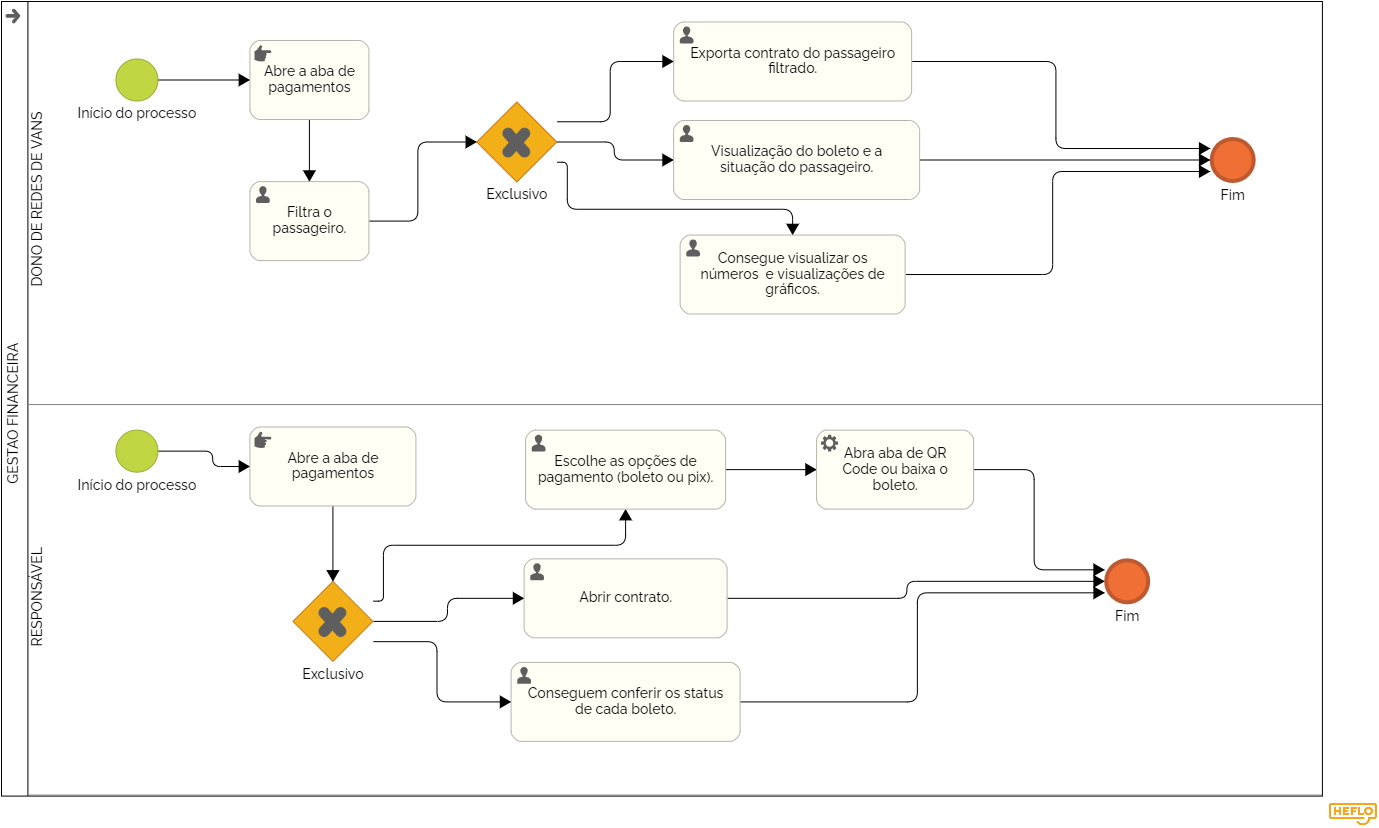 GESTAO FINANCEIRA
DONO DE REDES DE VANS
Início do processo
Abre a aba de
pagamentos
Filtra o
passageiro.
Exclusivo
Exporta contrato do passageiro
filtrado.
Visualização do boleto e a
situação do passageiro.
Consegue visualizar os
números  e visualizações de
gráficos.
Fim
RESPONSÁVEL
Início do processo
Abre a aba de
pagamentos
Exclusivo
Escolhe as opções de
pagamento (boleto ou pix).
Abra aba de QR
Code ou baixa o
boleto.
Abrir contrato.
Conseguem conferir os status
de cada boleto.
Fim
HEFLO